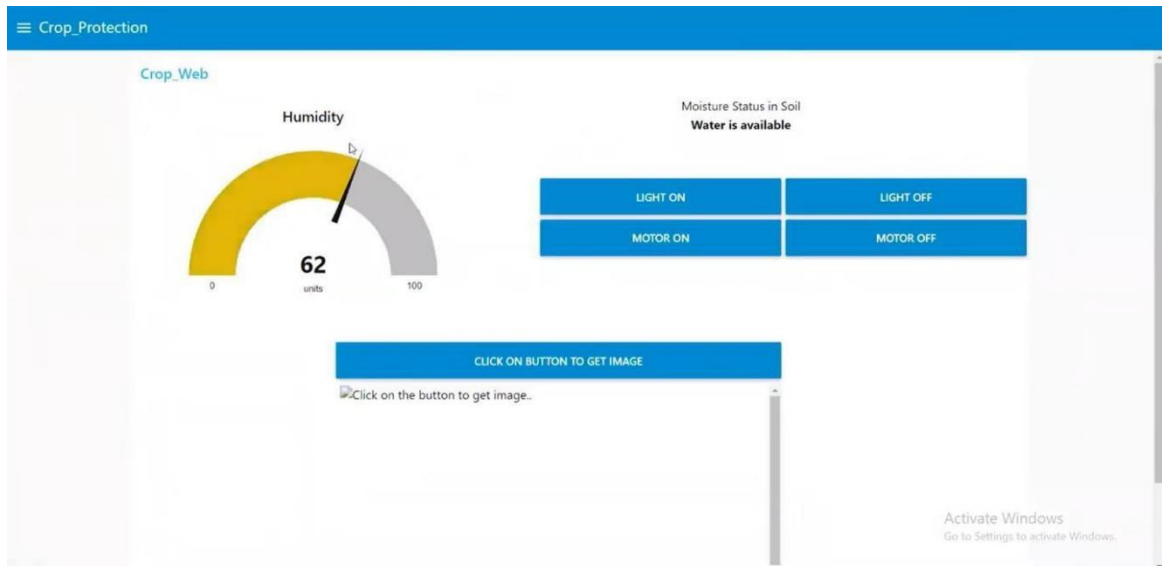 Crop_Protection
Crop_Web
Humidity
62
units
0
100
Moisture Status in Soil
Water is available
LIGHT ON
LIGHT OFF
MOTOR ON
MOTOR OFF
CLICK ON BUTTON TO GET IMAGE
Click on the button to get image..
Activate Windows
Go to Settings to activate Windows.